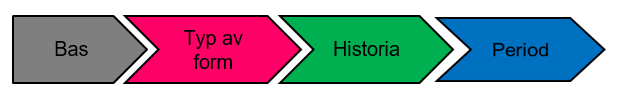 Bas
Typ av
form
Historia
Period